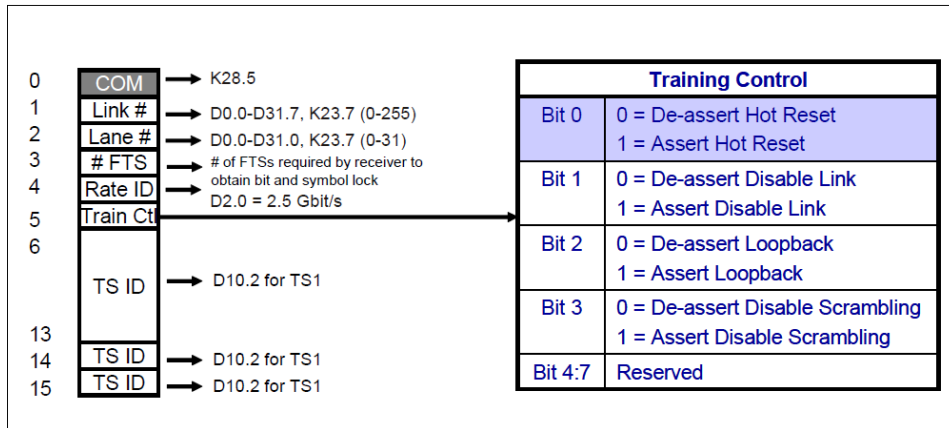 0 COM K28.5
1 Link # D0.0-D31.7, K23.7 (0-255)
2 Lane # D0.0-D31.0, K23.7 (0-31)
3 # FTS # of FTSs required by receiver to
obtain bit and symbol lock
4 Rate ID D2.0 = 2.5 Gbit/s
5 Train Ctl
6
TS ID D10.2 for TS1
13
14 TS ID D10.2 for TS1
15 TS ID D10.2 for TS1
Training Control
Bit 0 0 = De-assert Hot Reset
1 = Assert Hot Reset
Bit 1 0 = De-assert Disable Link
1 = Assert Disable Link
Bit 2 0 = De-assert Loopback
1 = Assert Loopback
Bit 3 0 = De-assert Disable Scrambling
1 = Assert Disable Scrambling
Bit 4:7 Reserved